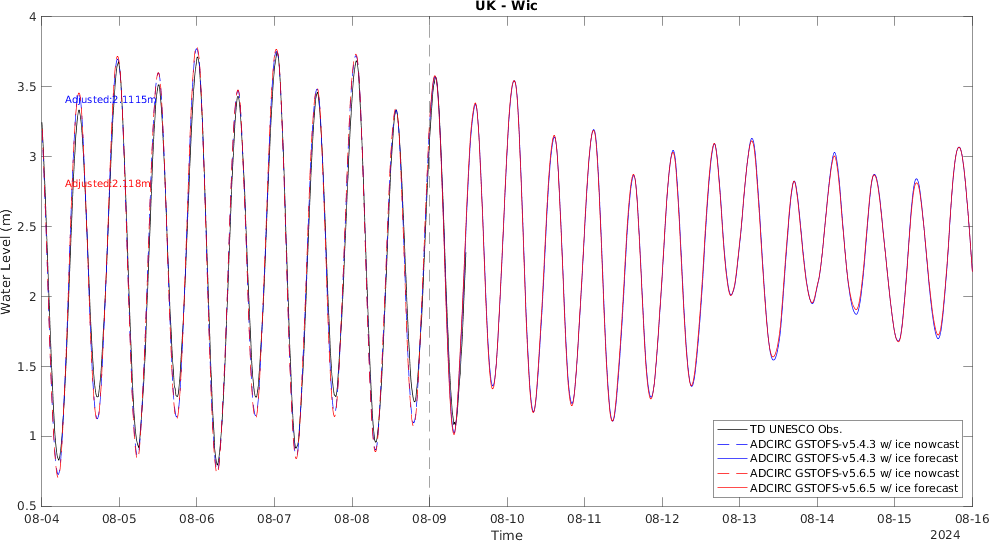 UK - Wic
4
3.5
3
2.5
2
1.5
1
0.5
Water Level (m)
Adjusted:2.1115m
Adjusted:2.118m
TD UNESCO Obs.
ADCIRC GSTOFS-v5.4.3 w/ ice nowcast
ADCIRC GSTOFS-v5.4.3 w/ ice forecast
ADCIRC GSTOFS-v5.6.5 w/ ice nowcast
ADCIRC GSTOFS-v5.6.5 w/ ice forecast
08-04 08-05 08-06 08-07 08-08 08-09 08-10 08-11 08-12 08-13 08-14 08-15 08-16
Time
2024